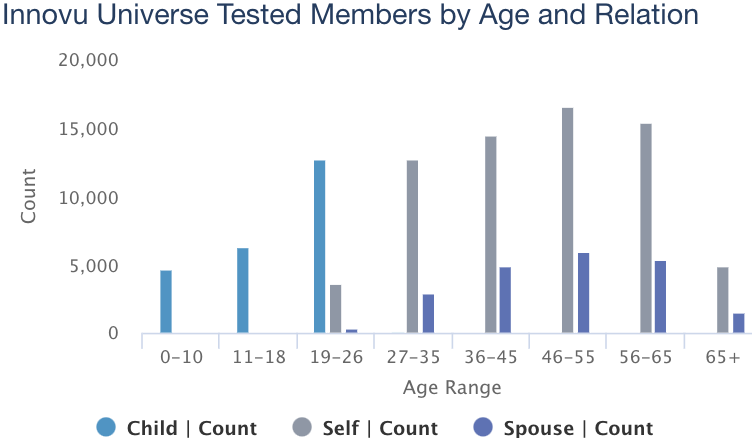 Innovu Universe Tested Members by Age and Relation
20,000
15,000
10,000
5,000
0
Count
0–10 11–18 19–26 27–35 36–45 46–55 56–65 65+
Age Range
Child | Count Self | Count Spouse | Count